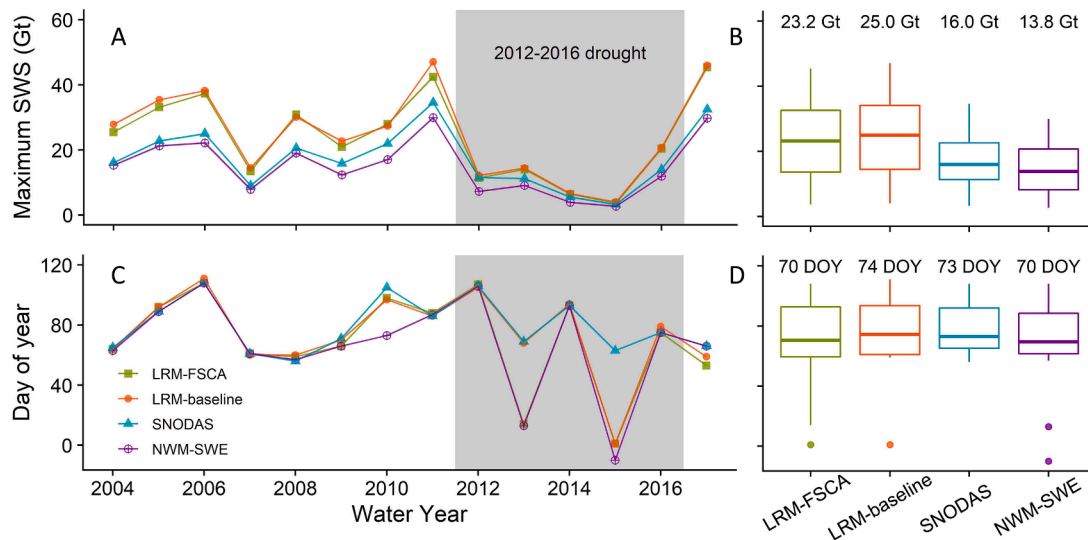 A
Maximum SWS (Gt)
60
40
20
0
2012-2016 drought
B
23.2 Gt
25.0 Gt
16.0 Gt
13.8 Gt
C
Day of year
120
80
40
0
LRM-FSCA
LRM-baseline
SNODAS
NWM-SWE
2004
2006
2008
2010
2012
2014
2016
Water Year
D
70 DOY
74 DOY
73 DOY
70 DOY
LRM-FSCA
LRM-baseline
SNODAS
NWM-SWE